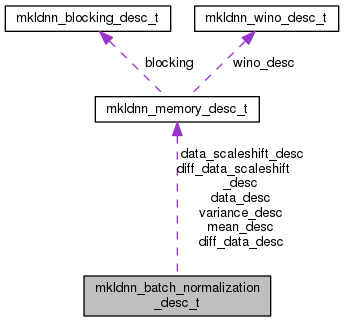 mkldnn_blocking_desc_t
mkldnn_wino_desc_t
blocking
wino_desc
mkldnn_memory_desc_t
data_scaleshift_desc
diff_data_scaleshift
_desc
data_desc
variance_desc
mean_desc
diff_data_desc
mkldnn_batch_normalization
_desc_t